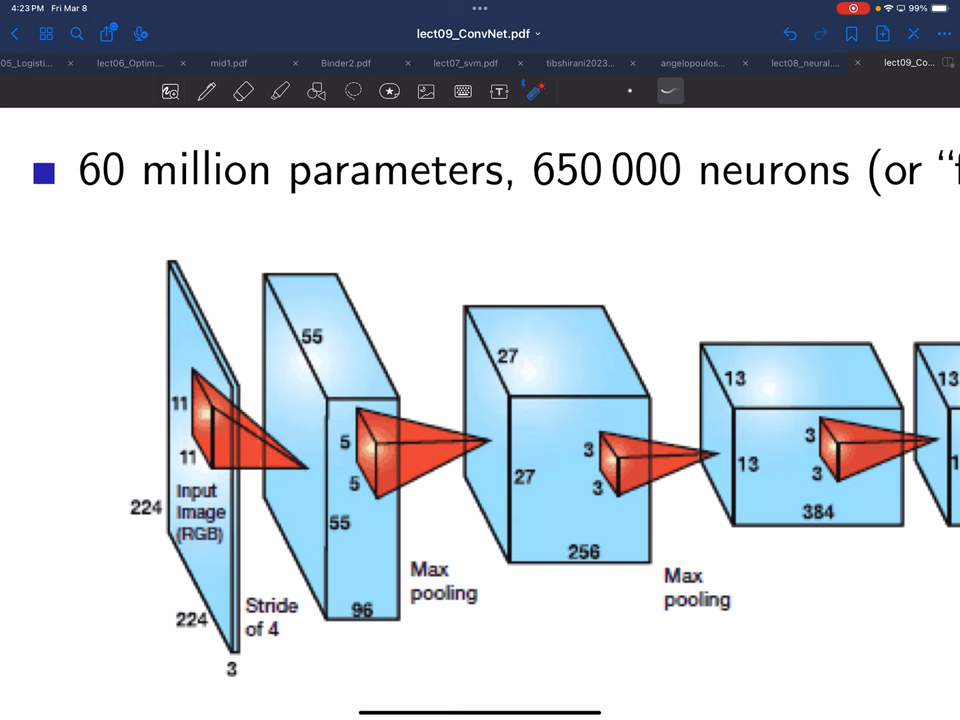 4:23 PM Fri Mar 8
99%
lect09_ConvNet.pdf
05_Logisti...
lect06_Optim....
mid1.pdf
Binder2.pdf
lect07_svm.pdf
tibshirani2023...
angelopoulos...
lect08_neural....
lect09_Co...
60 million parameters, 650 000 neurons (or “f
55
27
13
13
11
11
5
5
3
3
3
3
224
Input
Image
(RGB)
55
27
13
1
384
256
96
Max
pooling
Max
pooling
Stride
of 4
224
3